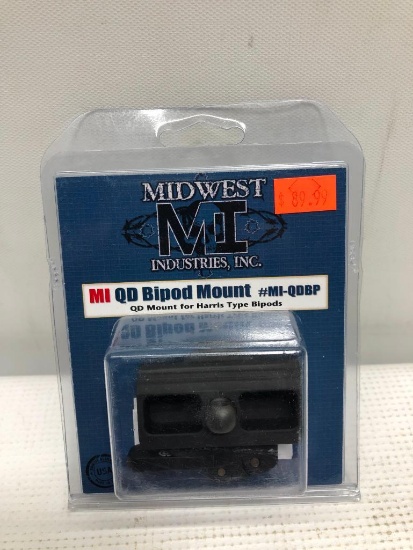 MIDWEST
MI
INDUSTRIES, INC.
$ 89.99
MI QD Bipod Mount #MI-QDBP
QD Mount for Harris Type Bipods